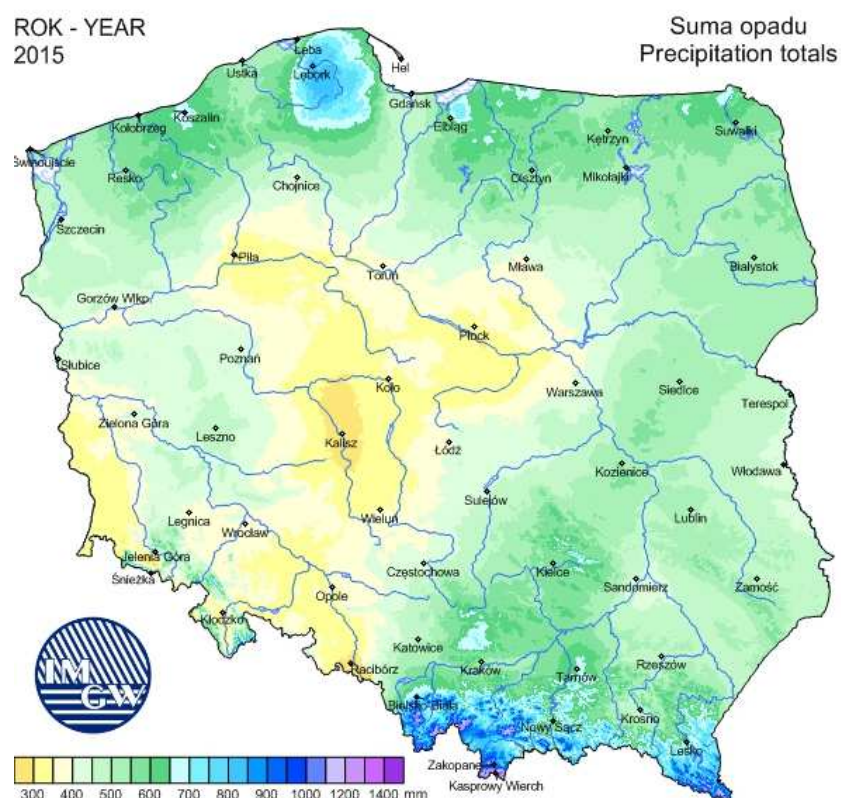 ROK - YEAR
2015
Suma opadu
Precipitation totals
Łeba
Ustka
Lębork
Hel
Gdańsk
Koszalin
Kołobrzeg
Elbląg
Suwałki
Kętrzyn
Świnoujście
Resko
Chojnice
Olsztyn
Mikołajki
Szczecin
Piła
Toruń
Mława
Białystok
Gorzów Wlkp.
Płock
Słubice
Poznań
Koło
Warszawa
Siedlce
Terespol
Zielona Góra
Leszno
Kalisz
Łódź
Kozienice
Włodawa
Sulejów
Legnica
Wrocław
Wieluń
Lublin
Jelenia Góra
Śnieżka
Częstochowa
Kielce
Sandomierz
Zamość
Opole
Kłodzko
Katowice
Racibórz
Kraków
Tarnów
Rzeszów
Bielsko-Biała
Nowy Sącz
Krosno
Lesko
Zakopane
Kasprowy Wierch
IM
GW
300 400 500 600 700 800 900 1000 1200 1400 mm